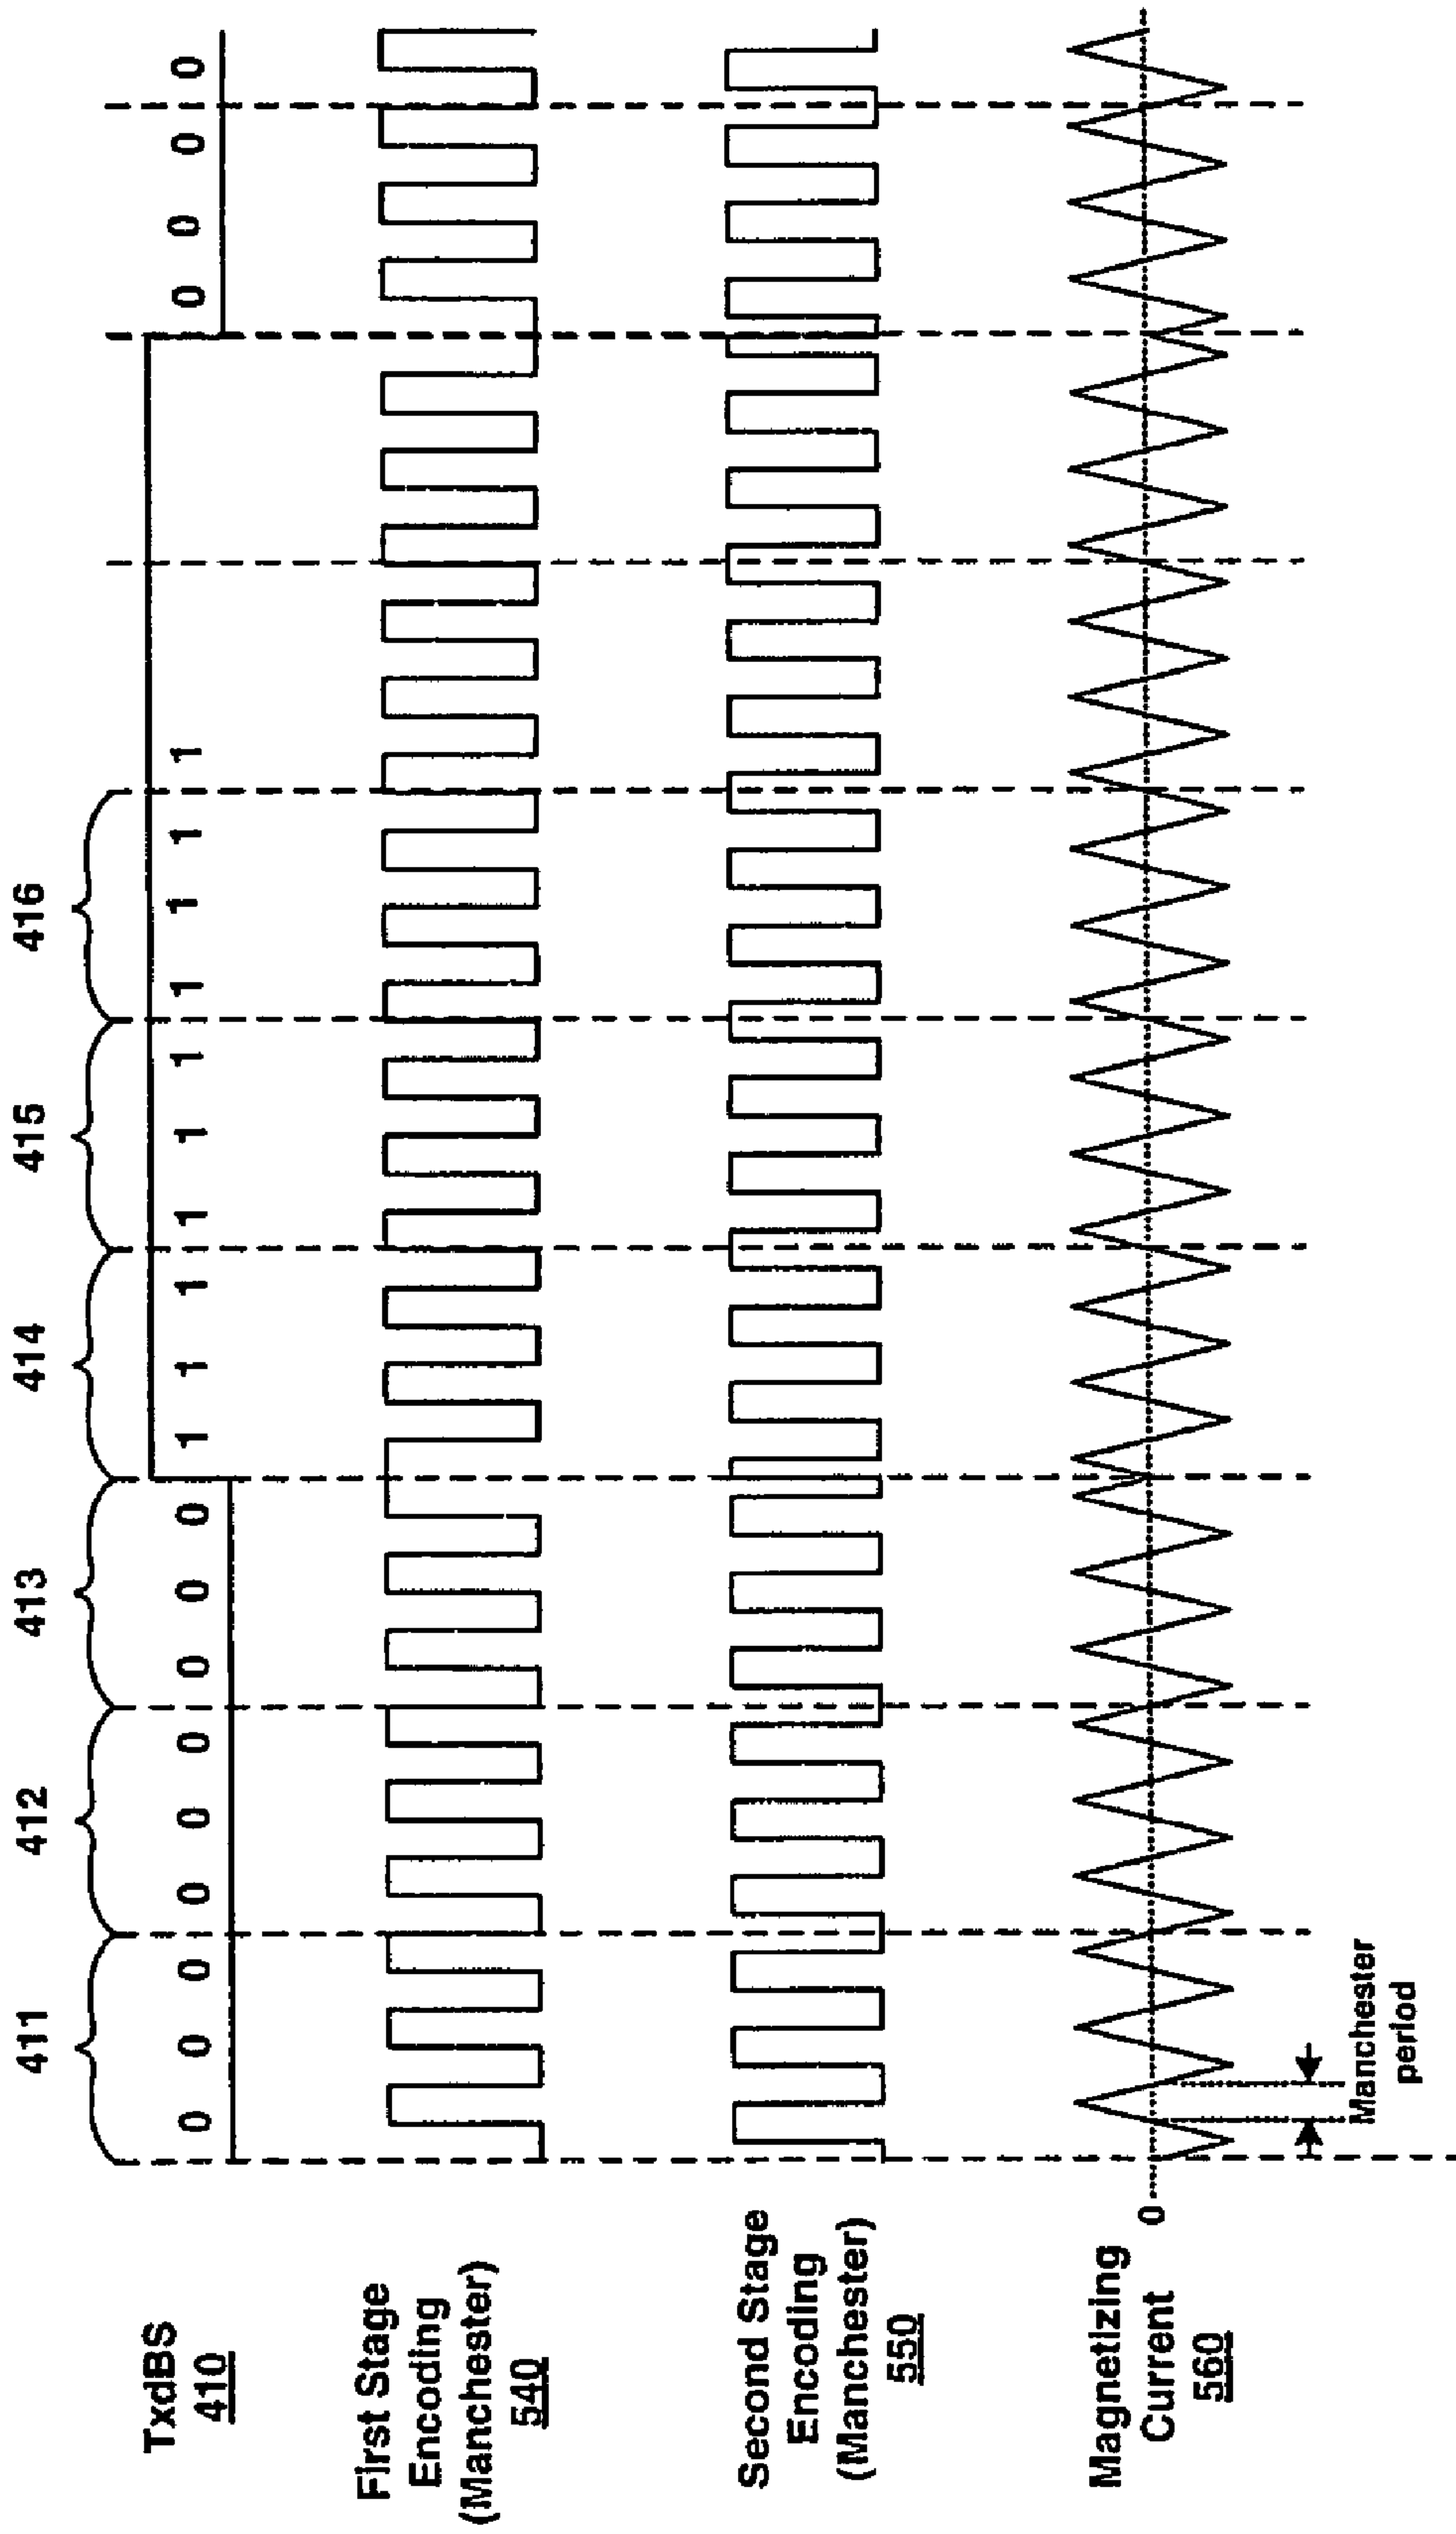 411 412 413 414 415 416
TxdBS
410
0 0 0 0 0 0 0 0 0 1 1 1 1 1 1 1 1 1 1 0 0 0 0
First Stage
Encoding
(Manchester)
540
Second Stage
Encoding
(Manchester)
550
Magnetizing
Current
560
0
Manchester
period